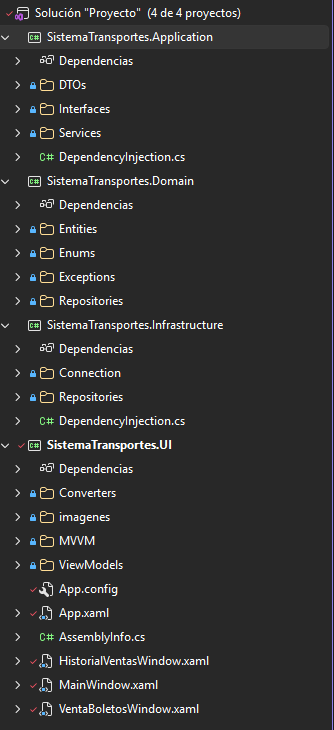 Solución "Proyecto" (4 de 4 proyectos)
C# SistemaTransportes.Application
Dependencias
DTOs
Interfaces
Services
C# DependencyInjection.cs
C# SistemaTransportes.Domain
Dependencias
Entities
Enums
Exceptions
Repositories
C# SistemaTransportes.Infrastructure
Dependencias
Connection
Repositories
C# DependencyInjection.cs
C# SistemaTransportes.UI
Dependencias
Converters
imagenes
MVVM
ViewModels
App.config
App.xaml
C# AssemblyInfo.cs
HistorialVentasWindow.xaml
MainWindow.xaml
VentaBoletosWindow.xaml